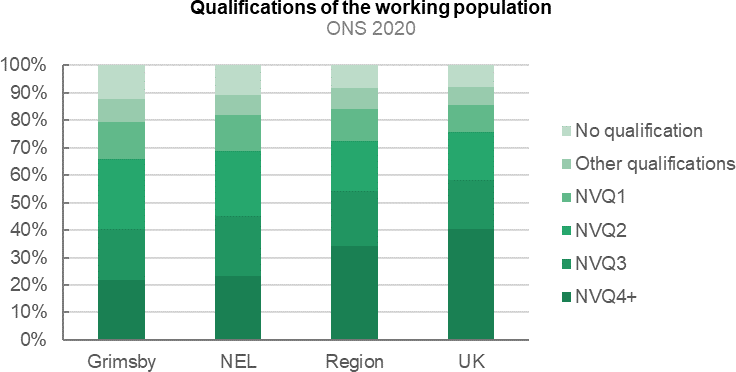 Qualifications of the working population
ONS 2020
100%
90%
80%
70%
60%
50%
40%
30%
20%
10%
0%
Grimsby NEL Region UK
No qualification
Other qualifications
NVQ1
NVQ2
NVQ3
NVQ4+